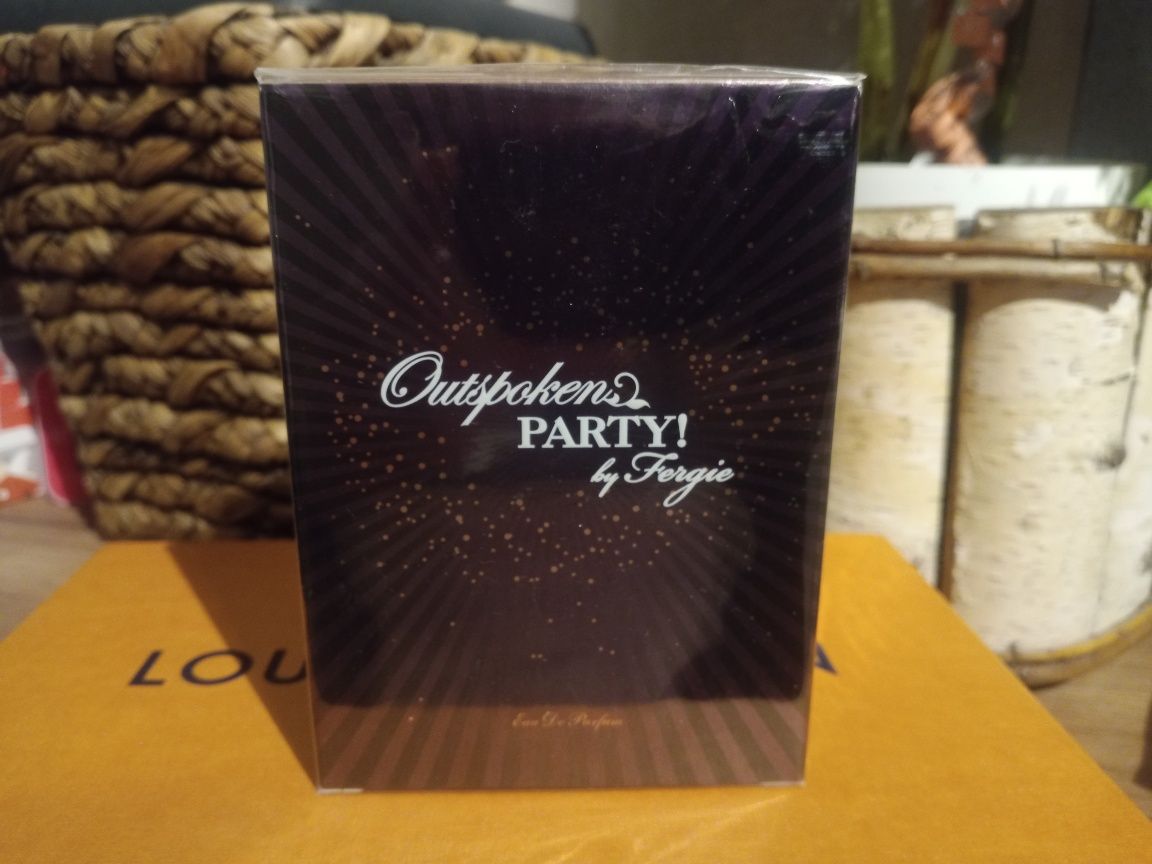 Outspoken
PARTY!
by Fergie
Eau De Parfum
LOU